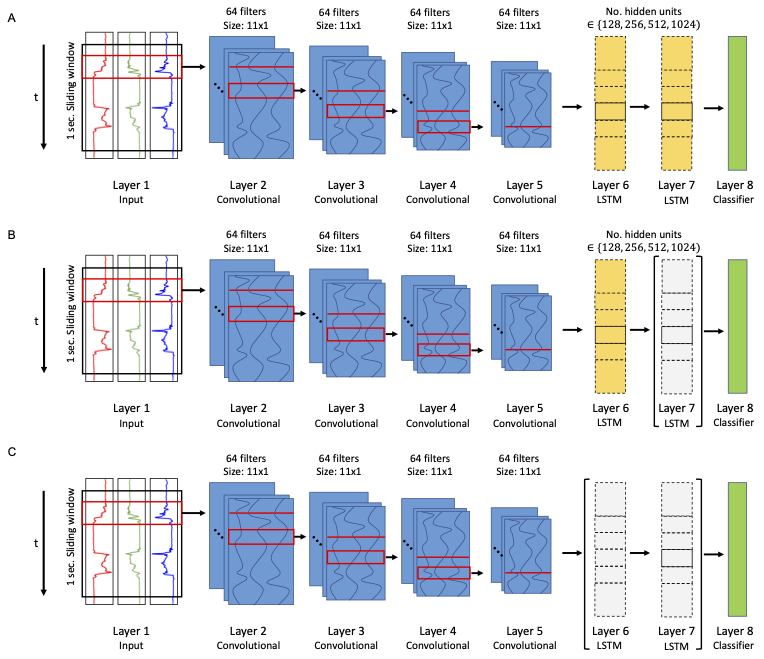 A
64 filters
Size: 11x1
64 filters
Size: 11x1
64 filters
Size: 11x1
64 filters
Size: 11x1
No. hidden units
∈ {128, 256, 512, 1024}
t
1 sec. Sliding window
Layer 1
Input
Layer 2
Convolutional
Layer 3
Convolutional
Layer 4
Convolutional
Layer 5
Convolutional
Layer 6
LSTM
Layer 7
LSTM
Layer 8
Classifier
B
64 filters
Size: 11x1
64 filters
Size: 11x1
64 filters
Size: 11x1
64 filters
Size: 11x1
No. hidden units
∈ {128, 256, 512, 1024}
t
1 sec. Sliding window
Layer 1
Input
Layer 2
Convolutional
Layer 3
Convolutional
Layer 4
Convolutional
Layer 5
Convolutional
Layer 6
LSTM
Layer 7
LSTM
Layer 8
Classifier
C
64 filters
Size: 11x1
64 filters
Size: 11x1
64 filters
Size: 11x1
64 filters
Size: 11x1
t
1 sec. Sliding window
Layer 1
Input
Layer 2
Convolutional
Layer 3
Convolutional
Layer 4
Convolutional
Layer 5
Convolutional
Layer 6
LSTM
Layer 7
LSTM
Layer 8
Classifier